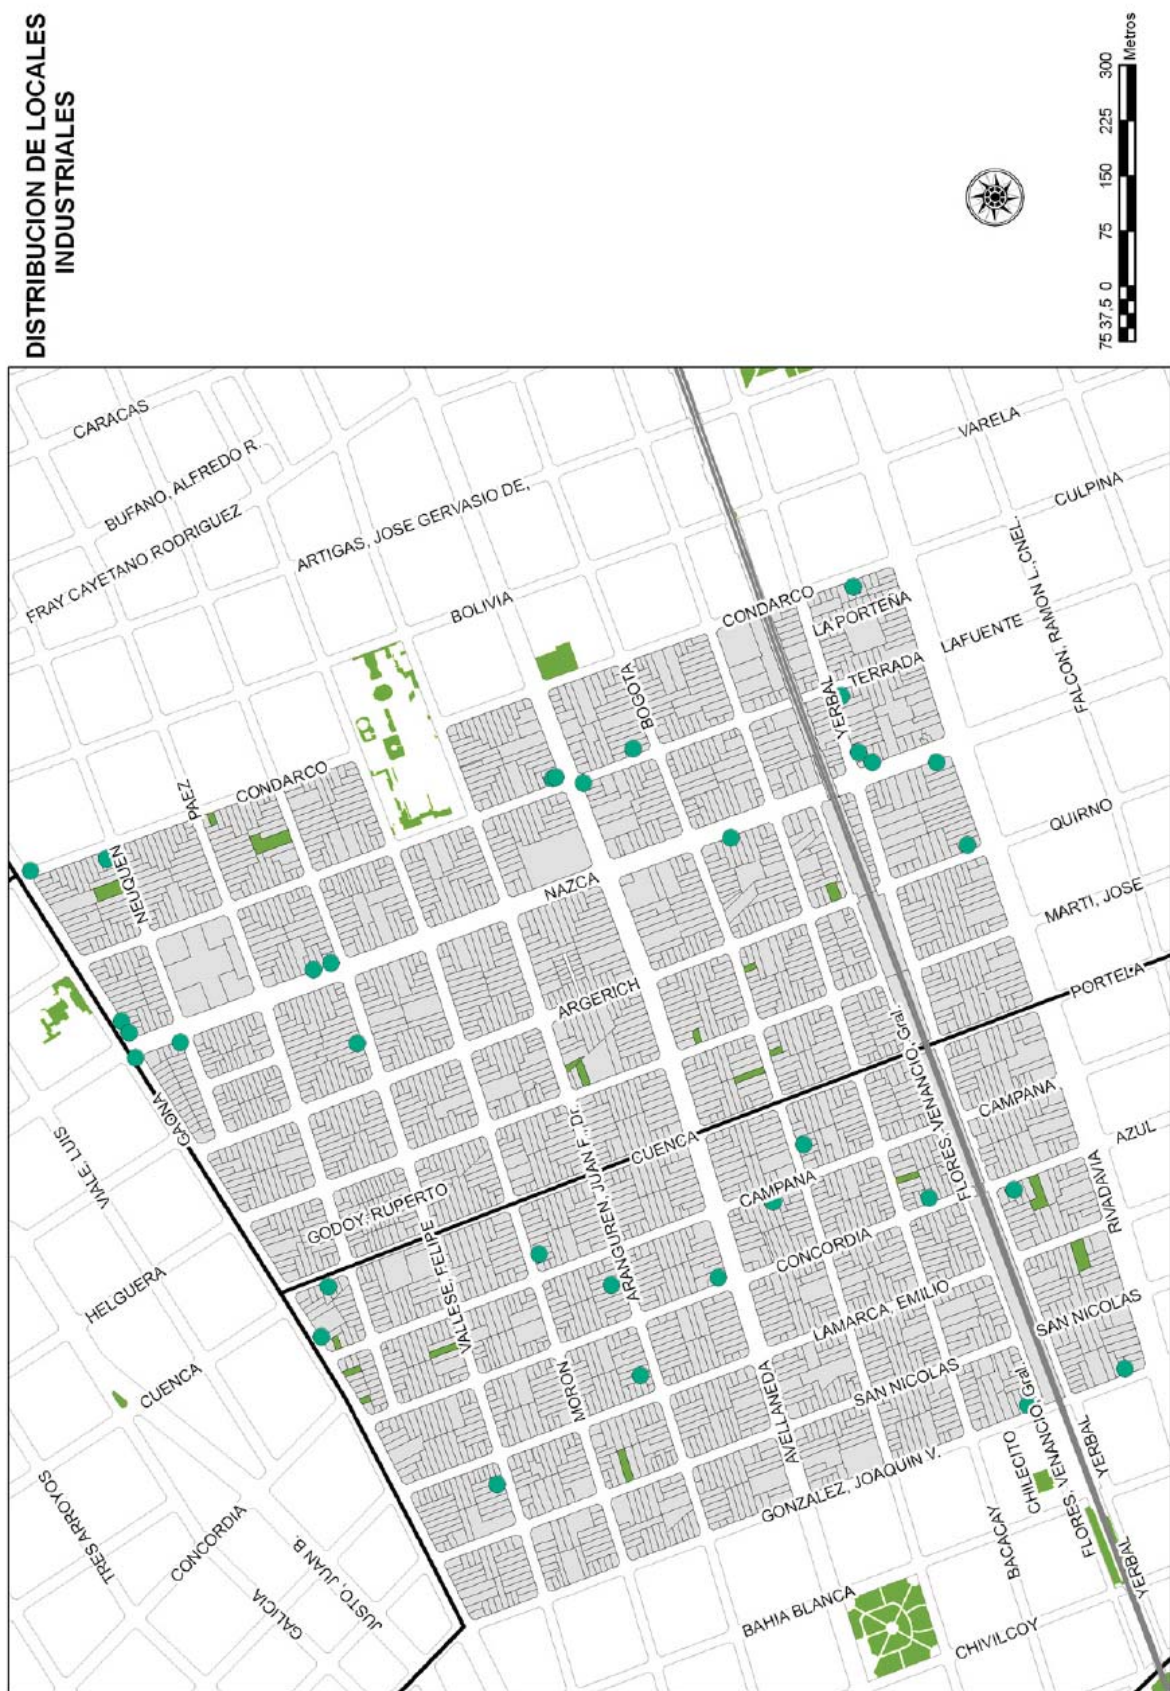 DISTRIBUCION DE LOCALES
INDUSTRIALES
75 37,5 0 75 150 225 300
Metros
CARACAS
BUFANO, ALFREDO R.
FRAY CAYETANO RODRIGUEZ
ARTIGAS, JOSE GERVASIO DE,
BOLIVIA
VARELA
CULPINA
FALCON, RAMON L., CNEL.
LAFUENTE
CONDARCO
LA PORTEÑA
TERRADA
YERBAL
BOGOTA
PAEZ
CONDARCO
NEUQUEN
NAZCA
QUIRNO
MARTI, JOSE
PORTELA
ARGERICH
GAONA
VIALE, LUIS
FLORES, VENANCIO, Gral.
CAMPANA
AZUL
RIVADAVIA
CUENCA
CAMPANA
ARANGUREN, JUAN F., Dr.
GODOY, RUPERTO
VALLESE, FELIPE
HELGUERA
CUENCA
CONCORDIA
LAMARCA, EMILIO
SAN NICOLAS
SAN NICOLAS
MORON
AVELLANEDA
GONZALEZ, JOAQUIN V.
TRES ARROYOS
CONCORDIA
GALICIA
JUSTO, JUAN B.
CHILECITO
FLORES, VENANCIO, Gral
YERBAL
BACACAY
YERBAL
BAHIA BLANCA
CHIVILCOY